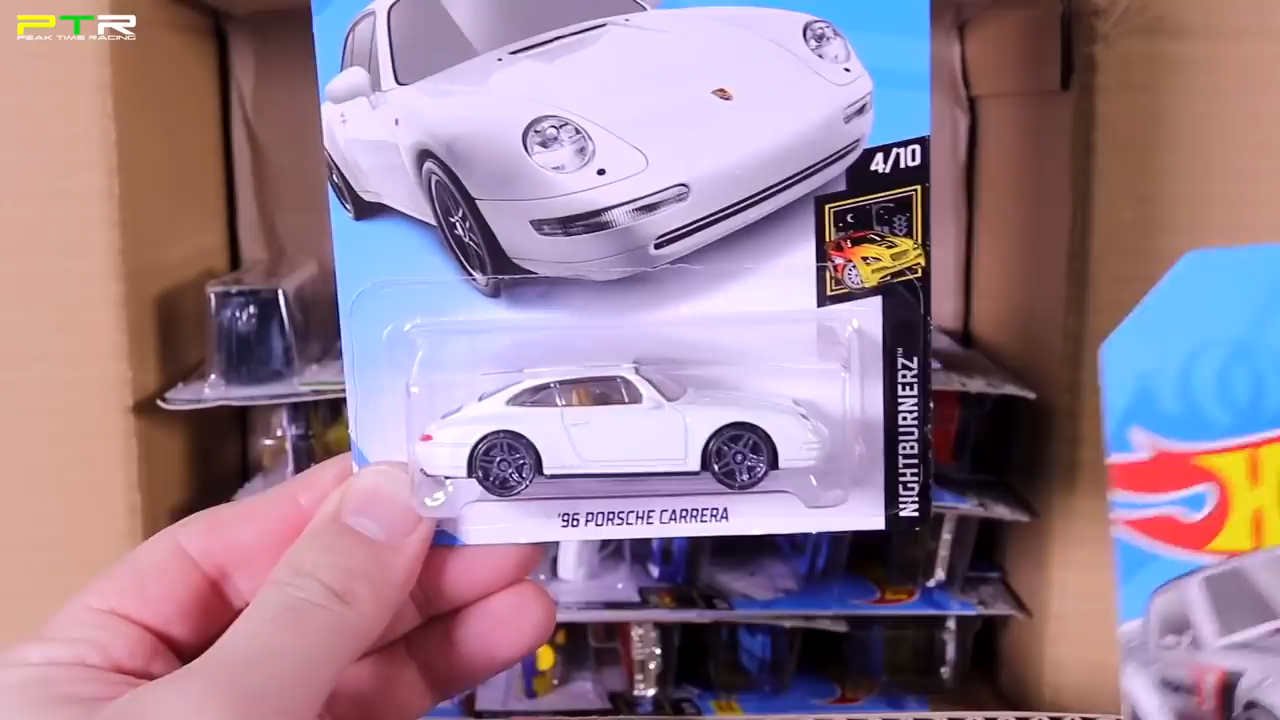 PTR
PEAK TIME RACING
4/10
NIGHTBURNERZ™
'96 PORSCHE CARRERA
H